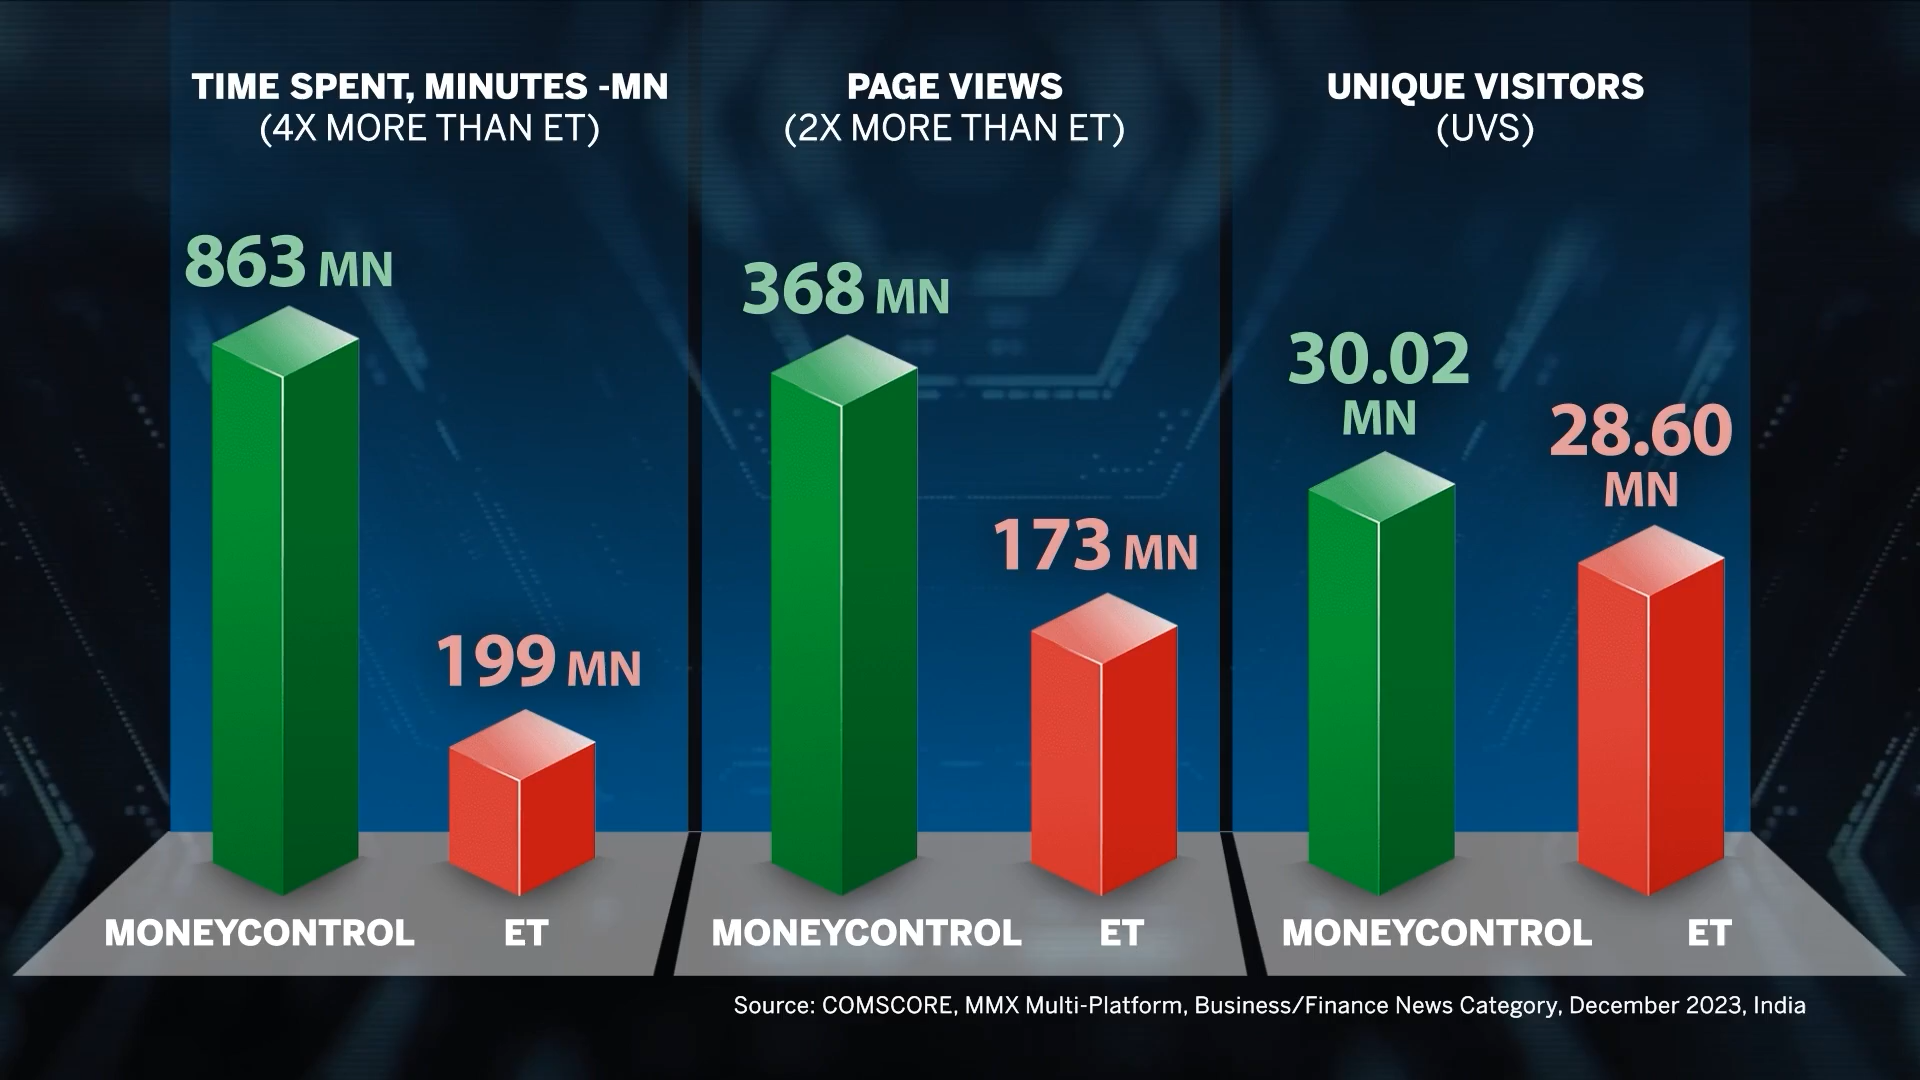 TIME SPENT, MINUTES -MN
(4X MORE THAN ET)
863 MN
199 MN
MONEYCONTROL
ET
PAGE VIEWS
(2X MORE THAN ET)
368 MN
173 MN
MONEYCONTROL
ET
UNIQUE VISITORS
(UVS)
30.02
MN
28.60
MN
MONEYCONTROL
ET
Source: COMSCORE, MMX Multi-Platform, Business/Finance News Category, December 2023, India